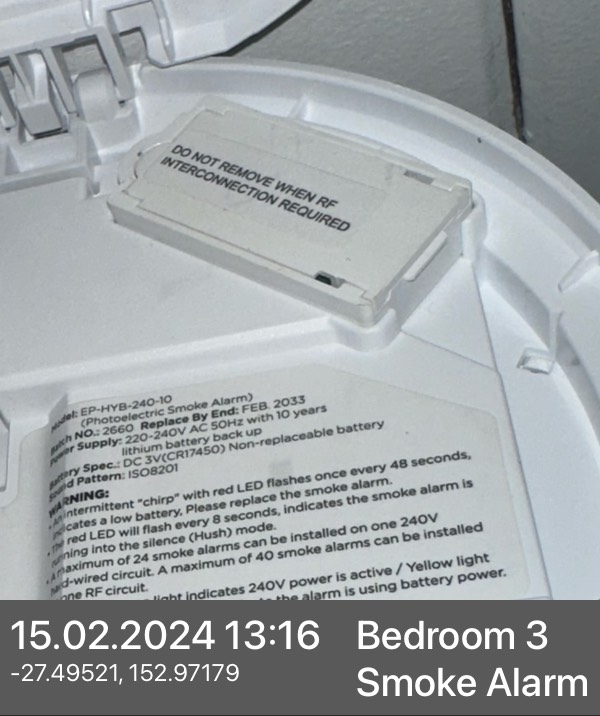 DO NOT REMOVE WHEN RF
INTERCONNECTION REQUIRED
Model: EP-HYB-240-10
(Photoelectric Smoke Alarm)
NO.: 2660 Replace By End: FEB. 2033
Power Supply: 220-240V AC 50Hz with 10 years
lithium battery back up
Spec.: DC 3V(CR17450) Non-replaceable battery
Pattern: ISO8201
WARNING:
intermittent "chirp" with red LED flashes once every 48 seconds,
a low battery, Please replace the smoke alarm.
red LED will flash every 8 seconds, indicates the smoke alarm is
into the silence (Hush) mode.
maximum of 24 smoke alarms can be installed on one 240V
circuit. A maximum of 40 smoke alarms can be installed
one RF circuit.
light indicates 240V power is active / Yellow light
the alarm is using battery power.
15.02.2024 13:16
-27.49521, 152.97179
Bedroom 3
Smoke Alarm